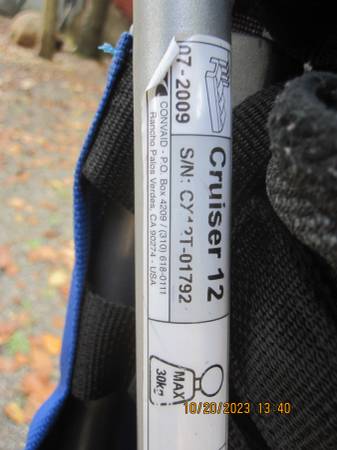 Cruiser 12
07-2009
S/N:
CONVAID - P.O. Box 4209 / (310) 618-0111
Rancho Palos Verdes, CA 90274 - USA
MAX
30kg
10/20/2023 13:40